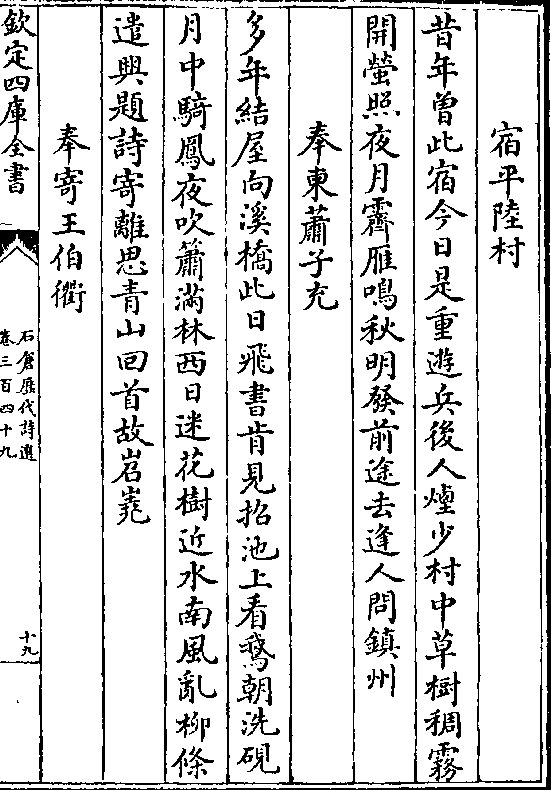 宿平陸村
昔年曾此宿今日是重遊兵後人煙少村中草樹稠霧
開螢照夜月霽雁鳴秋明發前途去逢人問鎮州
奉柬蕭子充
多年結屋向溪橋此日飛書肯見招池上看鵞朝洗硯
月中騎鳳夜吹簫滿林西日迷花樹近水南風亂柳條
遣興題詩寄離思青山回首故岧嶤
奉寄王伯衢
欽定四庫全書
石倉歷代詩選
卷三百四十九
十九